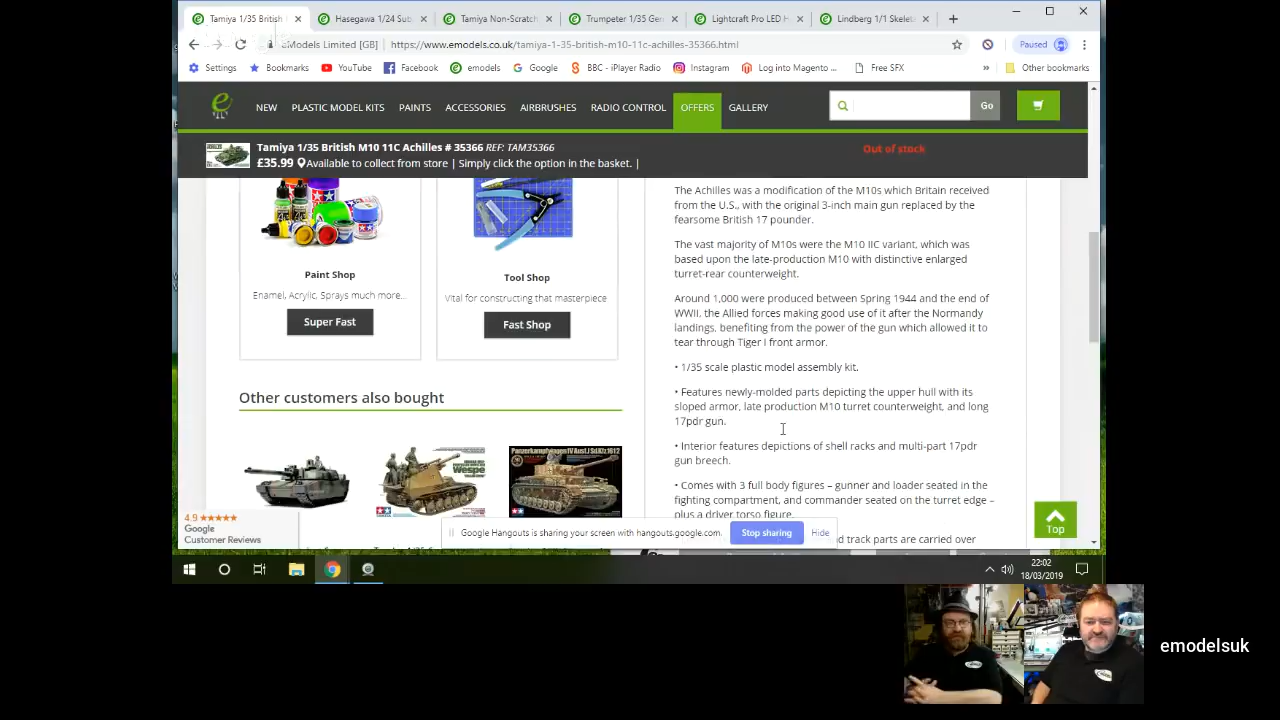 Tamiya 1/35 British
Hasegawa 1/24 Sub
Tamiya Non-Scratch
Trumpeter 1/35 Ger
Lightcraft Pro LED H
Lindberg 1/1 Skelet
eModels Limited [GB] | https://www.emodels.co.uk/tamiya-1-35-british-m10-11c-achilles-35366.html
Paused
Settings Bookmarks YouTube Facebook emodels Google BBC - iPlayer Radio Instagram Log into Magento ... Free SFX » Other bookmarks
NEW PLASTIC MODEL KITS PAINTS ACCESSORIES AIRBRUSHES RADIO CONTROL OFFERS GALLERY
Go
Tamiya 1/35 British M10 11C Achilles # 35366 REF: TAM35366
£35.99 Available to collect from store | Simply click the option in the basket. |
Out of stock
Paint Shop
Enamel, Acrylic, Sprays much more...
Super Fast
Tool Shop
Vital for constructing that masterpiece
Fast Shop
Other customers also bought
4.9 ★★★★★
Google
Customer Reviews
The Achilles was a modification of the M10s which Britain received
from the U.S., with the original 3-inch main gun replaced by the
fearsome British 17 pounder.
The vast majority of M10s were the M10 IIC variant, which was
based upon the late-production M10 with distinctive enlarged
turret-rear counterweight.
Around 1,000 were produced between Spring 1944 and the end of
WWII, the Allied forces making good use of it after the Normandy
landings, benefiting from the power of the gun which allowed it to
tear through Tiger I front armor.
• 1/35 scale plastic model assembly kit.
• Features newly-molded parts depicting the upper hull with its
sloped armor, late production M10 turret counterweight, and long
17pdr gun.
• Interior features depictions of shell racks and multi-part 17pdr
gun breech.
• Comes with 3 full body figures – gunner and loader seated in the
fighting compartment, and commander seated on the turret edge –
plus a driver torso figure.
d track parts are carried over
Google Hangouts is sharing your screen with hangouts.google.com.
Stop sharing
Hide
Top
22:02
18/03/2019
emodelsuk